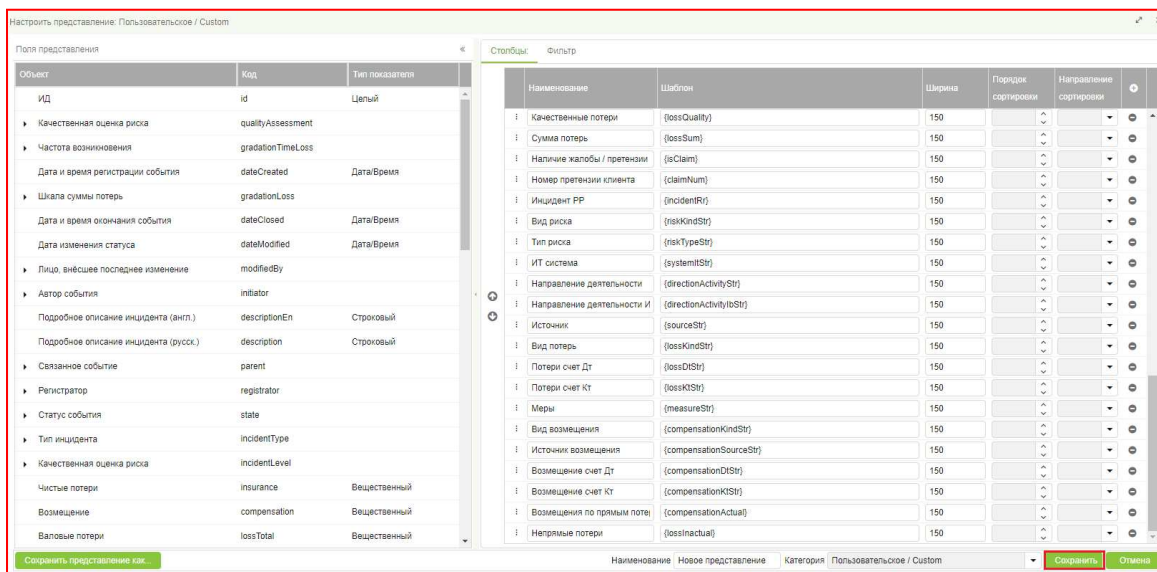 Настроить представление: Пользовательское / Custom
Поля представления
Объект Код Тип показателя
ИД id Целый
Качественная оценка риска qualityAssessment
Частота возникновения gradationTimeLoss
Дата и время регистрации события dateCreated Дата/Время
Шкала суммы потерь gradationLoss
Дата и время окончания события dateClosed Дата/Время
Дата изменения статуса dateModified Дата/Время
Лицо, внёсшее последнее изменение modifiedBy
Автор события initiator
Подробное описание инцидента (англ.) descriptionEn Строковый
Подробное описание инцидента (русск.) description Строковый
Связанное событие parent
Регистратор registrator
Статус события state
Тип инцидента incidentType
Качественная оценка риска incidentLevel
Чистые потери insurance Вещественный
Возмещение compensation Вещественный
Валовые потери lossTotal Вещественный
Столбцы: Фильтр
Наименование Шаблон Ширина Порядок сортировки Направление сортировки
Качественные потери {lossQuality} 150
Сумма потерь {lossSum} 150
Наличие жалобы / претензии {isClaim} 150
Номер претензии клиента {claimNum} 150
Инцидент РР {incidentRr} 150
Вид риска {riskKindStr} 150
Тип риска {riskTypeStr} 150
ИТ система {systemItStr} 150
Направление деятельности {directionActivityStr} 150
Направление деятельности И {directionActivityIbStr} 150
Источник {sourceStr} 150
Вид потерь {lossKindStr} 150
Потери счет Дт {lossDtStr} 150
Потери счет Кт {lossKtStr} 150
Меры {measureStr} 150
Вид возмещения {compensationKindStr} 150
Источник возмещения {compensationSourceStr} 150
Возмещение счет Дт {compensationDtStr} 150
Возмещение счет Кт {compensationKtStr} 150
Возмещения по прямым потер {compensationActual} 150
Непрямые потери {lossInactual} 150
Сохранить представление как... Наименование Новое представление Категория Пользовательское / Custom Сохранить Отмена